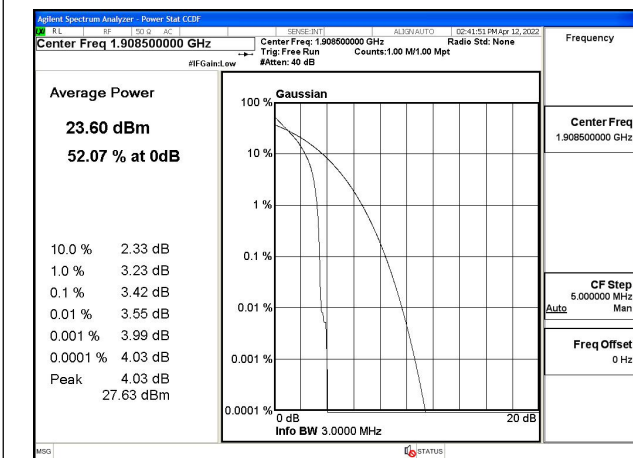 Agilent Spectrum Analyzer - Power Stat CCDF
LXI RL RF 50 Ω AC SENSE:INT ALIGN AUTO 02:41:51 PM Apr 12, 2022
Center Freq 1.908500000 GHz
Center Freq: 1.908500000 GHz Radio Std: None
Trig: Free Run Counts:1.00 M/1.00 Mpt
#IFGain:Low #Atten: 40 dB
Frequency
Average Power
23.60 dBm
52.07 % at 0dB
10.0 % 2.33 dB
1.0 % 3.23 dB
0.1 % 3.42 dB
0.01 % 3.55 dB
0.001 % 3.99 dB
0.0001 % 4.03 dB
Peak 4.03 dB
27.63 dBm
Gaussian
100 %
10 %
1 %
0.1 %
0.01 %
0.001 %
0.0001 %
0 dB 20 dB
Info BW 3.0000 MHz
Center Freq
1.908500000 GHz
CF Step
5.000000 MHz
Auto Man
Freq Offset
0 Hz
MSG STATUS